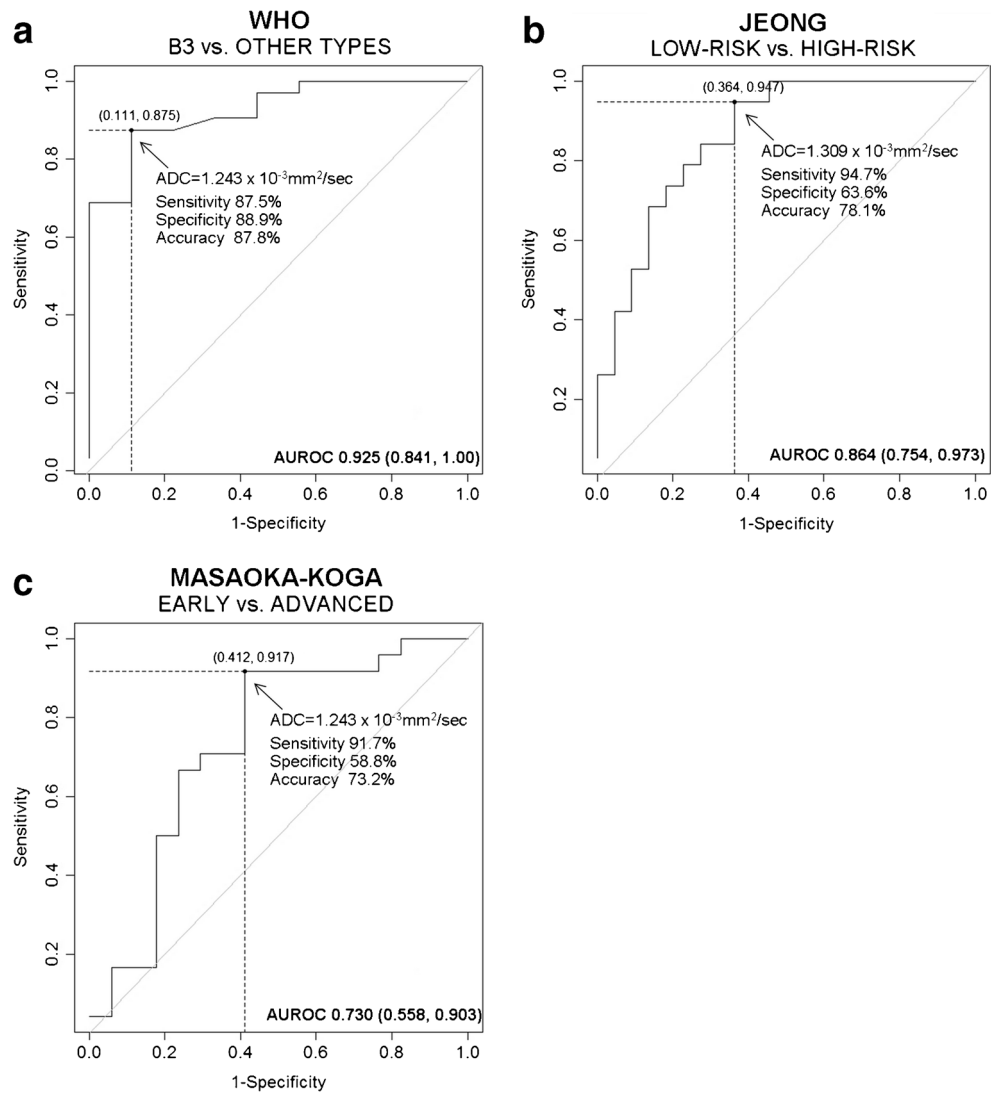 a
WHO
B3 vs. OTHER TYPES
1.0
0.8
0.6
0.4
0.2
0.0
Sensitivity
(0.111, 0.875)
ADC=1.243 x 10-3mm2/sec
Sensitivity 87.5%
Specificity 88.9%
Accuracy 87.8%
AUROC 0.925 (0.841, 1.00)
0.0 0.2 0.4 0.6 0.8 1.0
1-Specificity
b
JEONG
LOW-RISK vs. HIGH-RISK
1.0
0.8
0.6
0.4
0.2
Sensitivity
(0.364, 0.947)
ADC=1.309 x 10-3mm2/sec
Sensitivity 94.7%
Specificity 63.6%
Accuracy 78.1%
AUROC 0.864 (0.754, 0.973)
0.0 0.2 0.4 0.6 0.8 1.0
1-Specificity
c
MASAOKA-KOGA
EARLY vs. ADVANCED
1.0
0.8
0.6
0.4
0.2
Sensitivity
(0.412, 0.917)
ADC=1.243 x 10-3mm2/sec
Sensitivity 91.7%
Specificity 58.8%
Accuracy 73.2%
AUROC 0.730 (0.558, 0.903)
0.0 0.2 0.4 0.6 0.8 1.0
1-Specificity